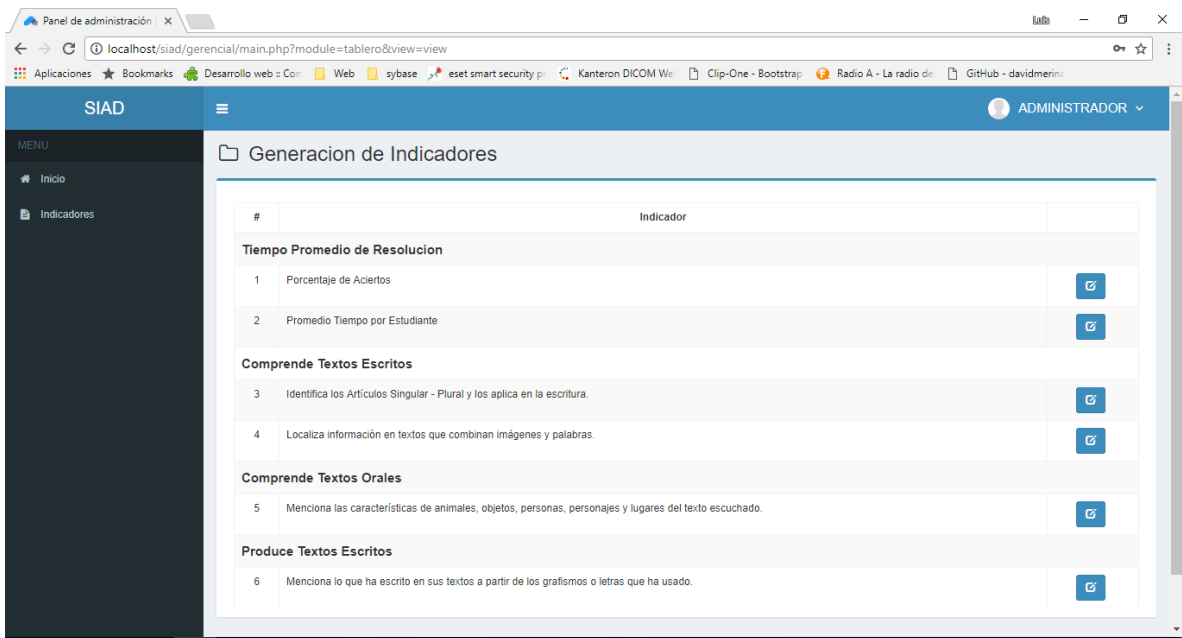 Panel de administración
localhost/siad/gerencial/main.php?module=tablero&view=view
Aplicaciones Bookmarks Desarrollo web :: Con Web sybase eset smart security pr Kanteron DICOM We Clip-One - Bootstrap Radio A - La radio de GitHub - davidmerin
SIAD ADMINISTRADOR
MENU
Generacion de Indicadores
Inicio
Indicadores
# Indicador
Tiempo Promedio de Resolucion
1 Porcentaje de Aciertos
2 Promedio Tiempo por Estudiante
Comprende Textos Escritos
3 Identifica los Artículos Singular - Plural y los aplica en la escritura.
4 Localiza información en textos que combinan imágenes y palabras.
Comprende Textos Orales
5 Menciona las características de animales, objetos, personas, personajes y lugares del texto escuchado.
Produce Textos Escritos
6 Menciona lo que ha escrito en sus textos a partir de los grafismos o letras que ha usado.